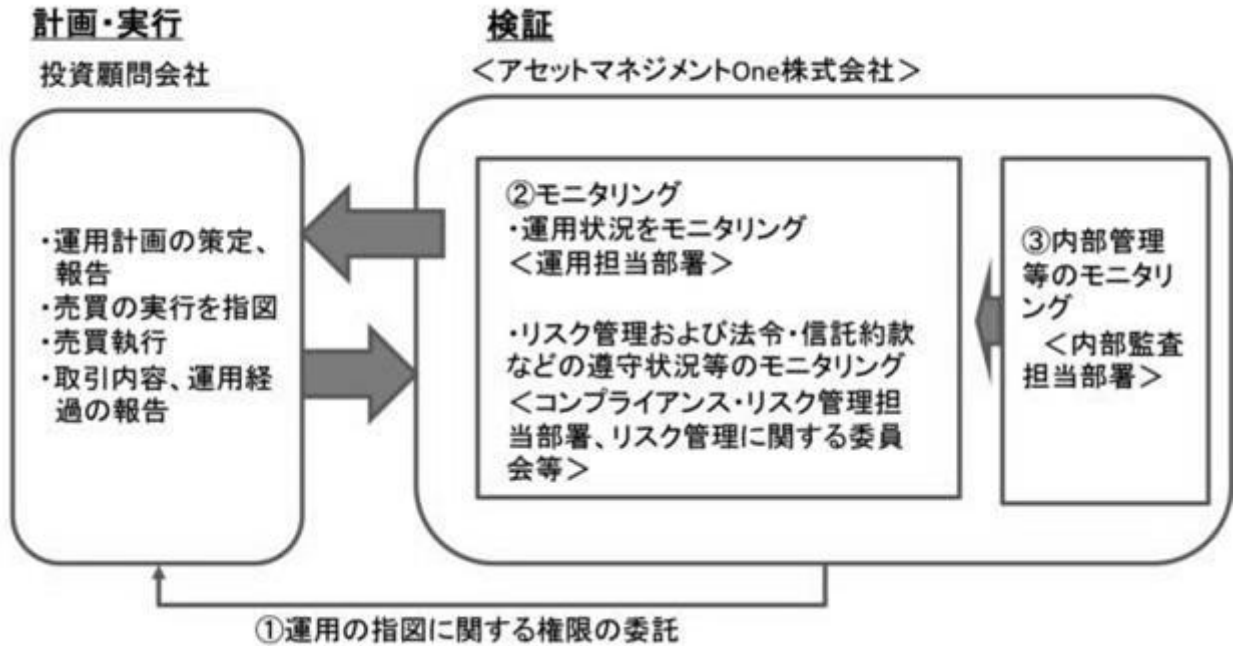 計画・実行
投資顧問会社
・運用計画の策定、
報告
・売買の実行を指図
・売買執行
・取引内容、運用経
過の報告
検証
＜アセットマネジメントOne株式会社＞
②モニタリング
・運用状況をモニタリング
＜運用担当部署＞
・リスク管理および法令・信託約款
などの遵守状況等のモニタリング
＜コンプライアンス・リスク管理担
当部署、リスク管理に関する委員
会等＞
③内部管理
等のモニタリ
ング
＜内部監査
担当部署＞
①運用の指図に関する権限の委託